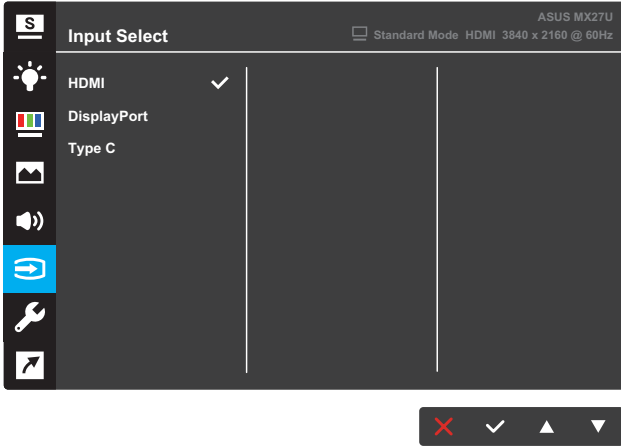 S
Input Select
ASUS MX27U
Standard Mode HDMI 3840 x 2160 @ 60Hz
HDMI
DisplayPort
Type C